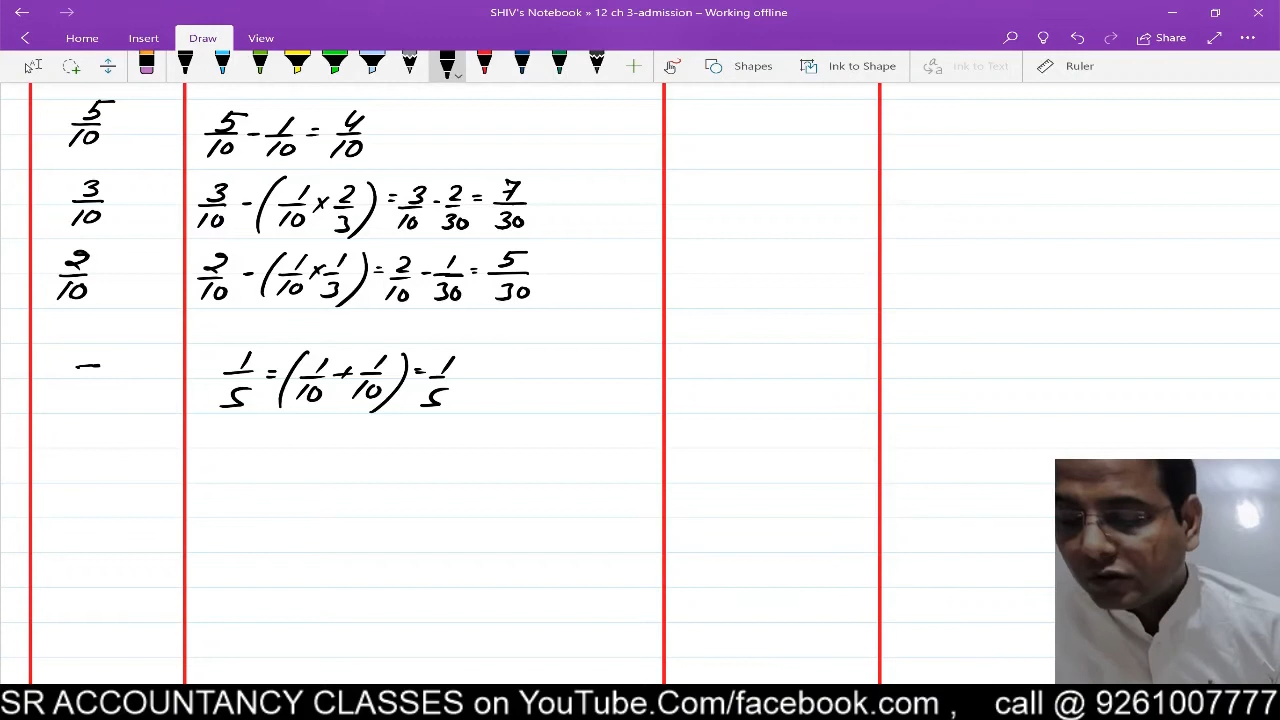 SHIV's Notebook » 12 ch 3-admission – Working offline
Home Insert Draw View
Share
Shapes Ink to Shape Ink to Text Ruler
5/10 5/10 - 1/10 = 4/10
3/10 3/10 - (1/10 × 2/3) = 3/10 - 2/30 = 7/30
2/10 2/10 - (1/10 × 1/3) = 2/10 - 1/30 = 5/30
— 1/5 = (1/10 + 1/10) = 1/5
SR ACCOUNTANCY CLASSES on YouTube.Com/facebook.com , call @ 9261007777